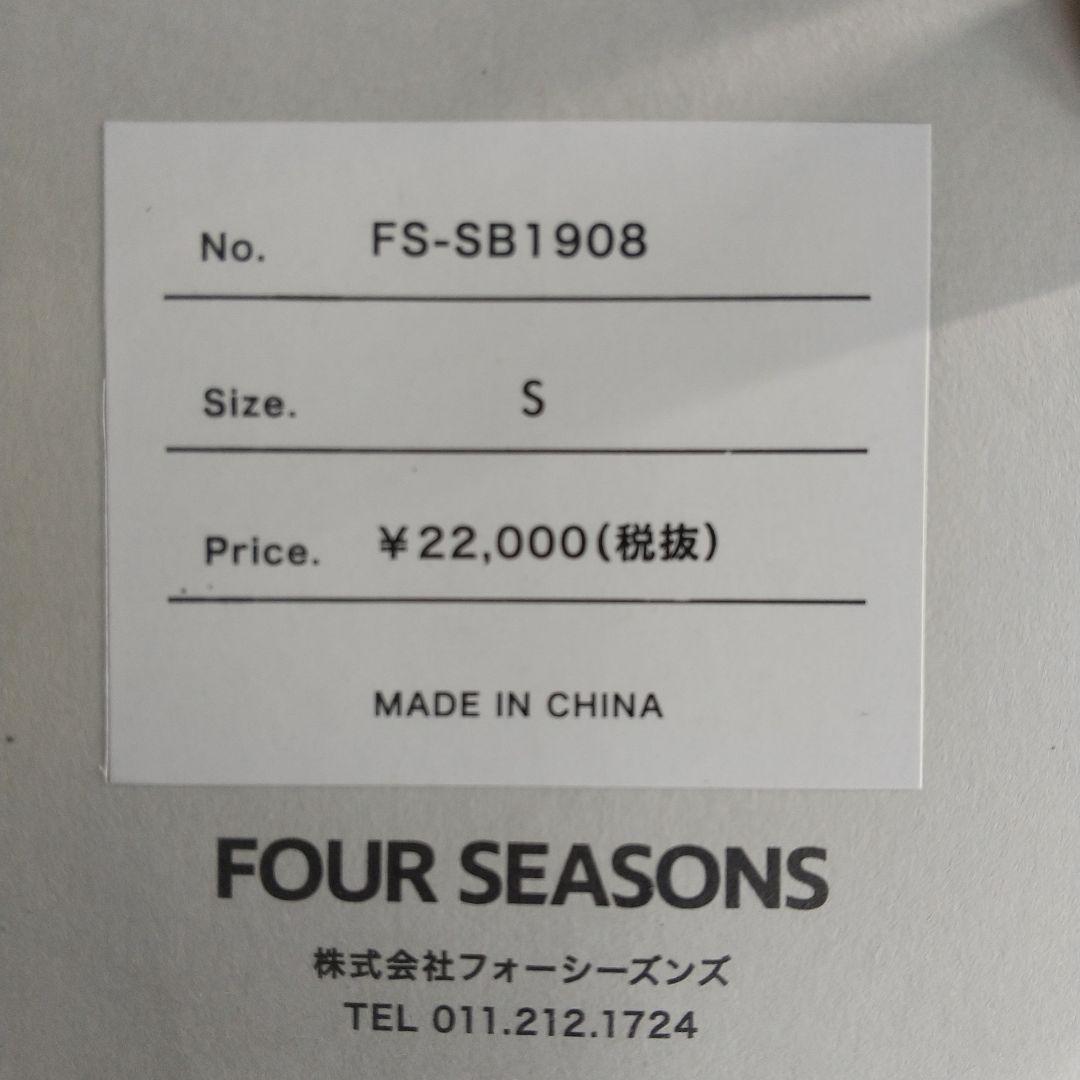 No. FS-SB1908
Size. S
Price. ¥22,000(税抜)
MADE IN CHINA
FOUR SEASONS
株式会社フォーシーズンズ
TEL 011.212.1724